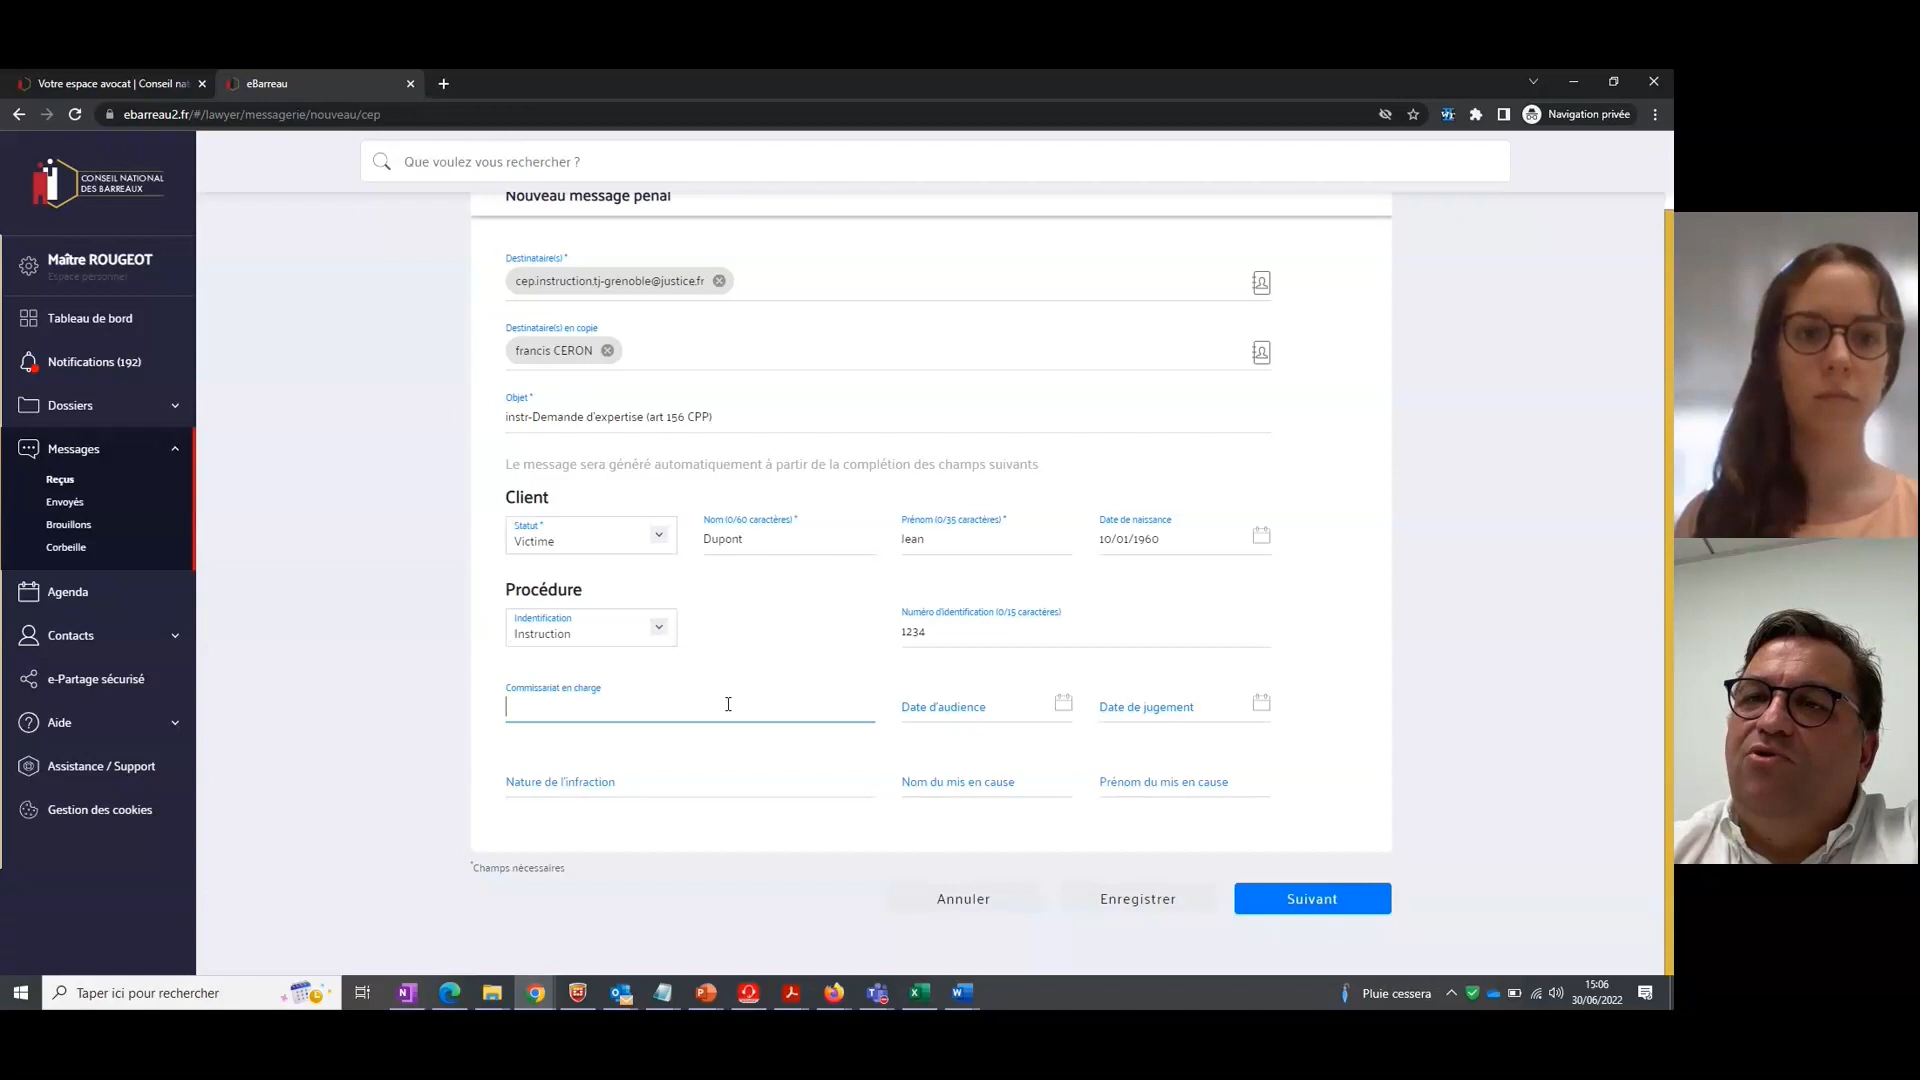 Votre espace avocat | Conseil nat
eBarreau
ebarreau2.fr/#/lawyer/messagerie/nouveau/cep
Navigation privée
CONSEIL NATIONAL
DES BARREAUX
Que voulez vous rechercher ?
Nouveau message pénal
Maître ROUGEOT
Espace personnel
Tableau de bord
Notifications (192)
Dossiers
Messages
Reçus
Envoyés
Brouillons
Corbeille
Agenda
Contacts
e-Partage sécurisé
Aide
Assistance / Support
Gestion des cookies
Destinataire(s) *
cep.instruction.tj-grenoble@justice.fr
Destinataire(s) en copie
francis CERON
Objet *
instr-Demande d'expertise (art 156 CPP)
Le message sera généré automatiquement à partir de la complétion des champs suivants
Client
Statut *
Victime
Nom (0/60 caractères) *
Dupont
Prénom (0/35 caractères) *
Jean
Date de naissance
10/01/1960
Procédure
Indentification
Instruction
Numéro d'identification (0/15 caractères)
1234
Commissariat en charge
Date d'audience
Date de jugement
Nature de l'infraction
Nom du mis en cause
Prénom du mis en cause
*Champs nécessaires
Annuler
Enregistrer
Suivant
Taper ici pour rechercher
Pluie cessera
15:06
30/06/2022